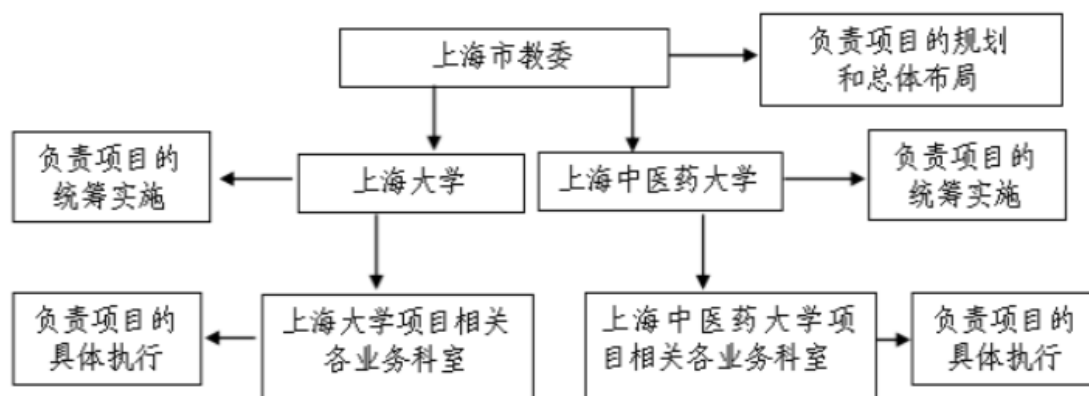 上海市教委
负责项目的规划
和总体布局
负责项目的
统筹实施
上海大学
上海中医药大学
负责项目的
统筹实施
负责项目的
具体执行
上海大学项目相关
各业务科室
上海中医药大学项
目相关各业务科室
负责项目的
具体执行